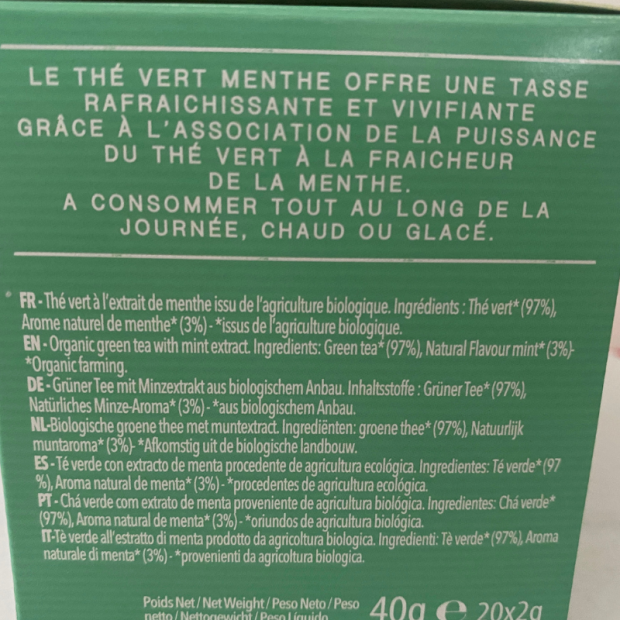 LE THÉ VERT MENTHE OFFRE UNE TASSE
RAFRAICHISSANTE ET VIVIFIANTE
GRÂCE À L'ASSOCIATION DE LA PUISSANCE
DU THÉ VERT À LA FRAICHEUR
DE LA MENTHE.
A CONSOMMER TOUT AU LONG DE LA
JOURNÉE, CHAUD OU GLACÉ.
FR - Thé vert à l'extrait de menthe issu de l'agriculture biologique. Ingrédients : Thé vert* (97%),
Arome naturel de menthe* (3%) - *issus de l'agriculture biologique.
EN - Organic green tea with mint extract. Ingredients: Green tea* (97%), Natural Flavour mint* (3%)-
*Organic farming.
DE - Grüner Tee mit Minzextrakt aus biologischem Anbau. Inhaltsstoffe : Grüner Tee* (97%),
Natürliches Minze-Aroma* (3%) - *aus biologischem Anbau.
NL-Biologische groene thee met muntextract. Ingrediënten: groene thee* (97%), Natuurlijk
muntaroma* (3%)- *Afkomstig uit de biologische landbouw.
ES - Té verde con extracto de menta procedente de agricultura ecológica. Ingredientes: Té verde* (97
%), Aroma natural de menta* (3%) - *procedentes de agricultura ecológica.
PT - Chá verde com extrato de menta proveniente de agricultura biológica. Ingredientes: Chá verde*
(97%), Aroma natural de menta* (3%) - *oriundos de agricultura biológica.
IT-Tè verde all'estratto di menta prodotto da agricoltura biologica. Ingredienti: Tè verde* (97%), Aroma
naturale di menta* (3%) - *provenienti da agricoltura biologica.
Poids Net / Net Weight / Peso Neto / Peso
netto / Nettogewicht / Peso Líquido
40g e 20x2g